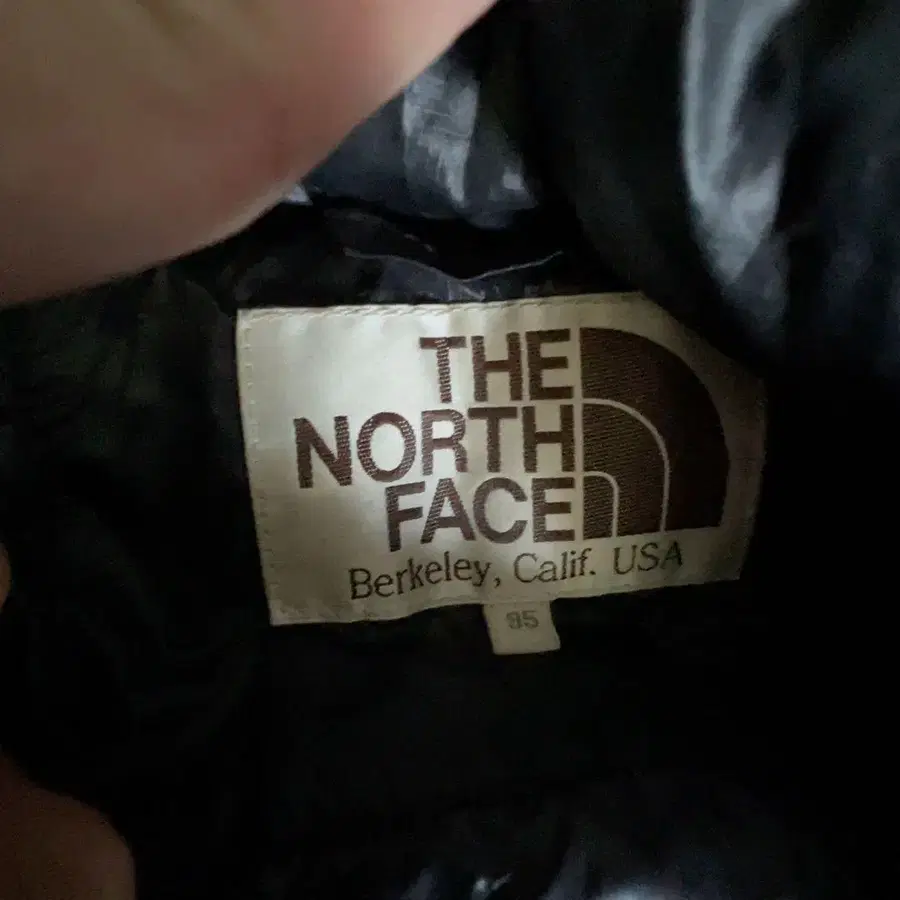 THE
NORTH
FACE
Berkeley, Calif. USA
95